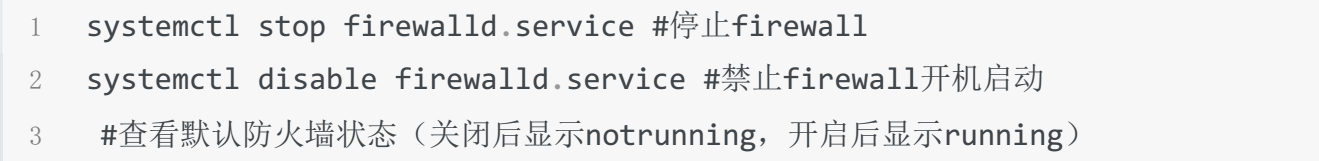 1 systemctl stop firewalld.service #停止firewall
2 systemctl disable firewalld.service #禁止firewall开机启动
3 #查看默认防火墙状态（关闭后显示notrunning，开启后显示running）